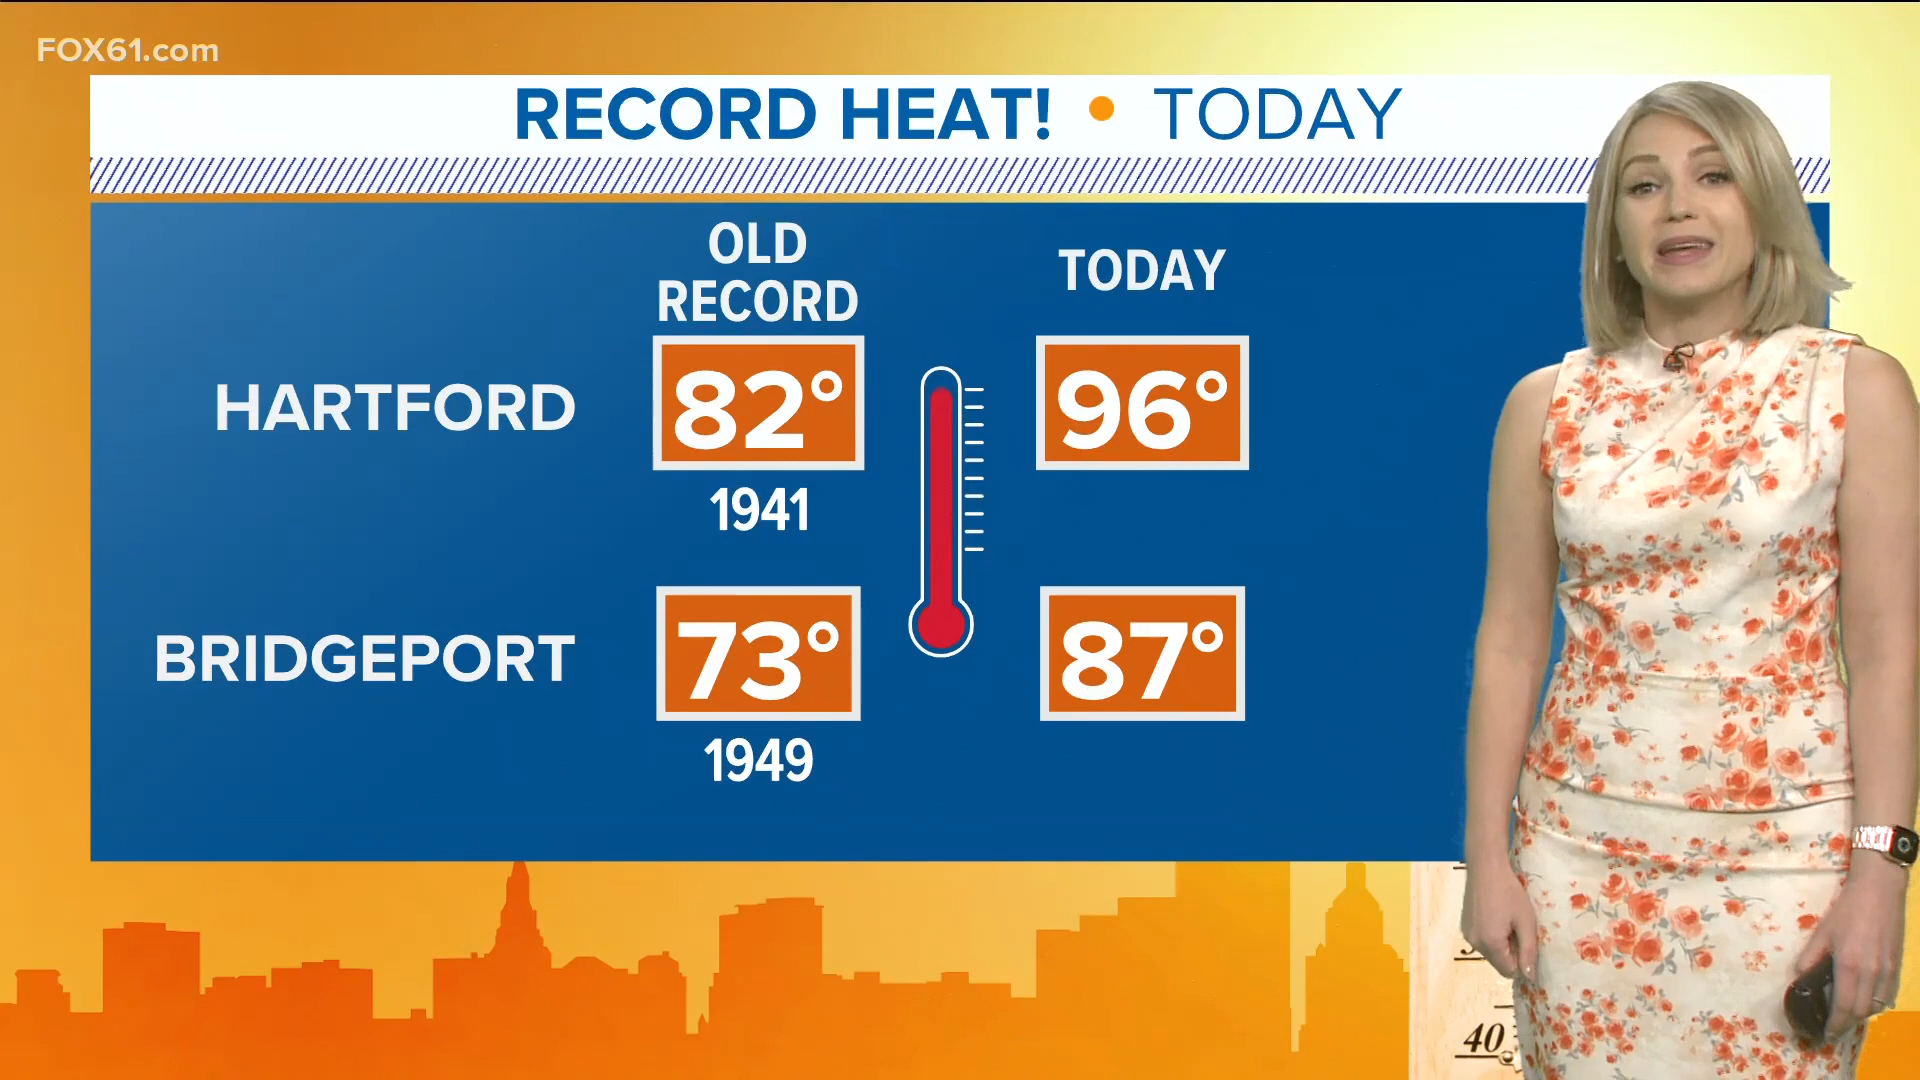 FOX61.com
RECORD HEAT! • TODAY
OLD
RECORD
TODAY
HARTFORD
82°
96°
1941
BRIDGEPORT
73°
87°
1949
40